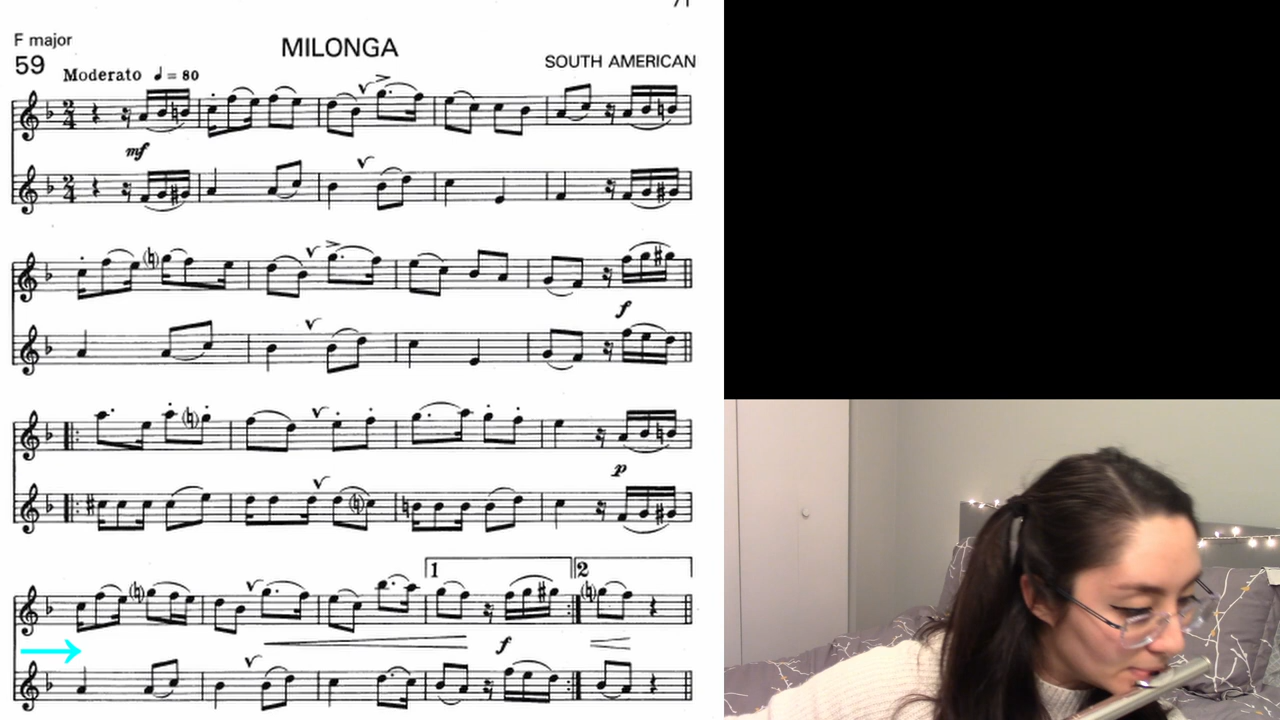 71
F major
MILONGA
59
SOUTH AMERICAN
Moderato ♩ = 80
mf
f
p
1
2
f